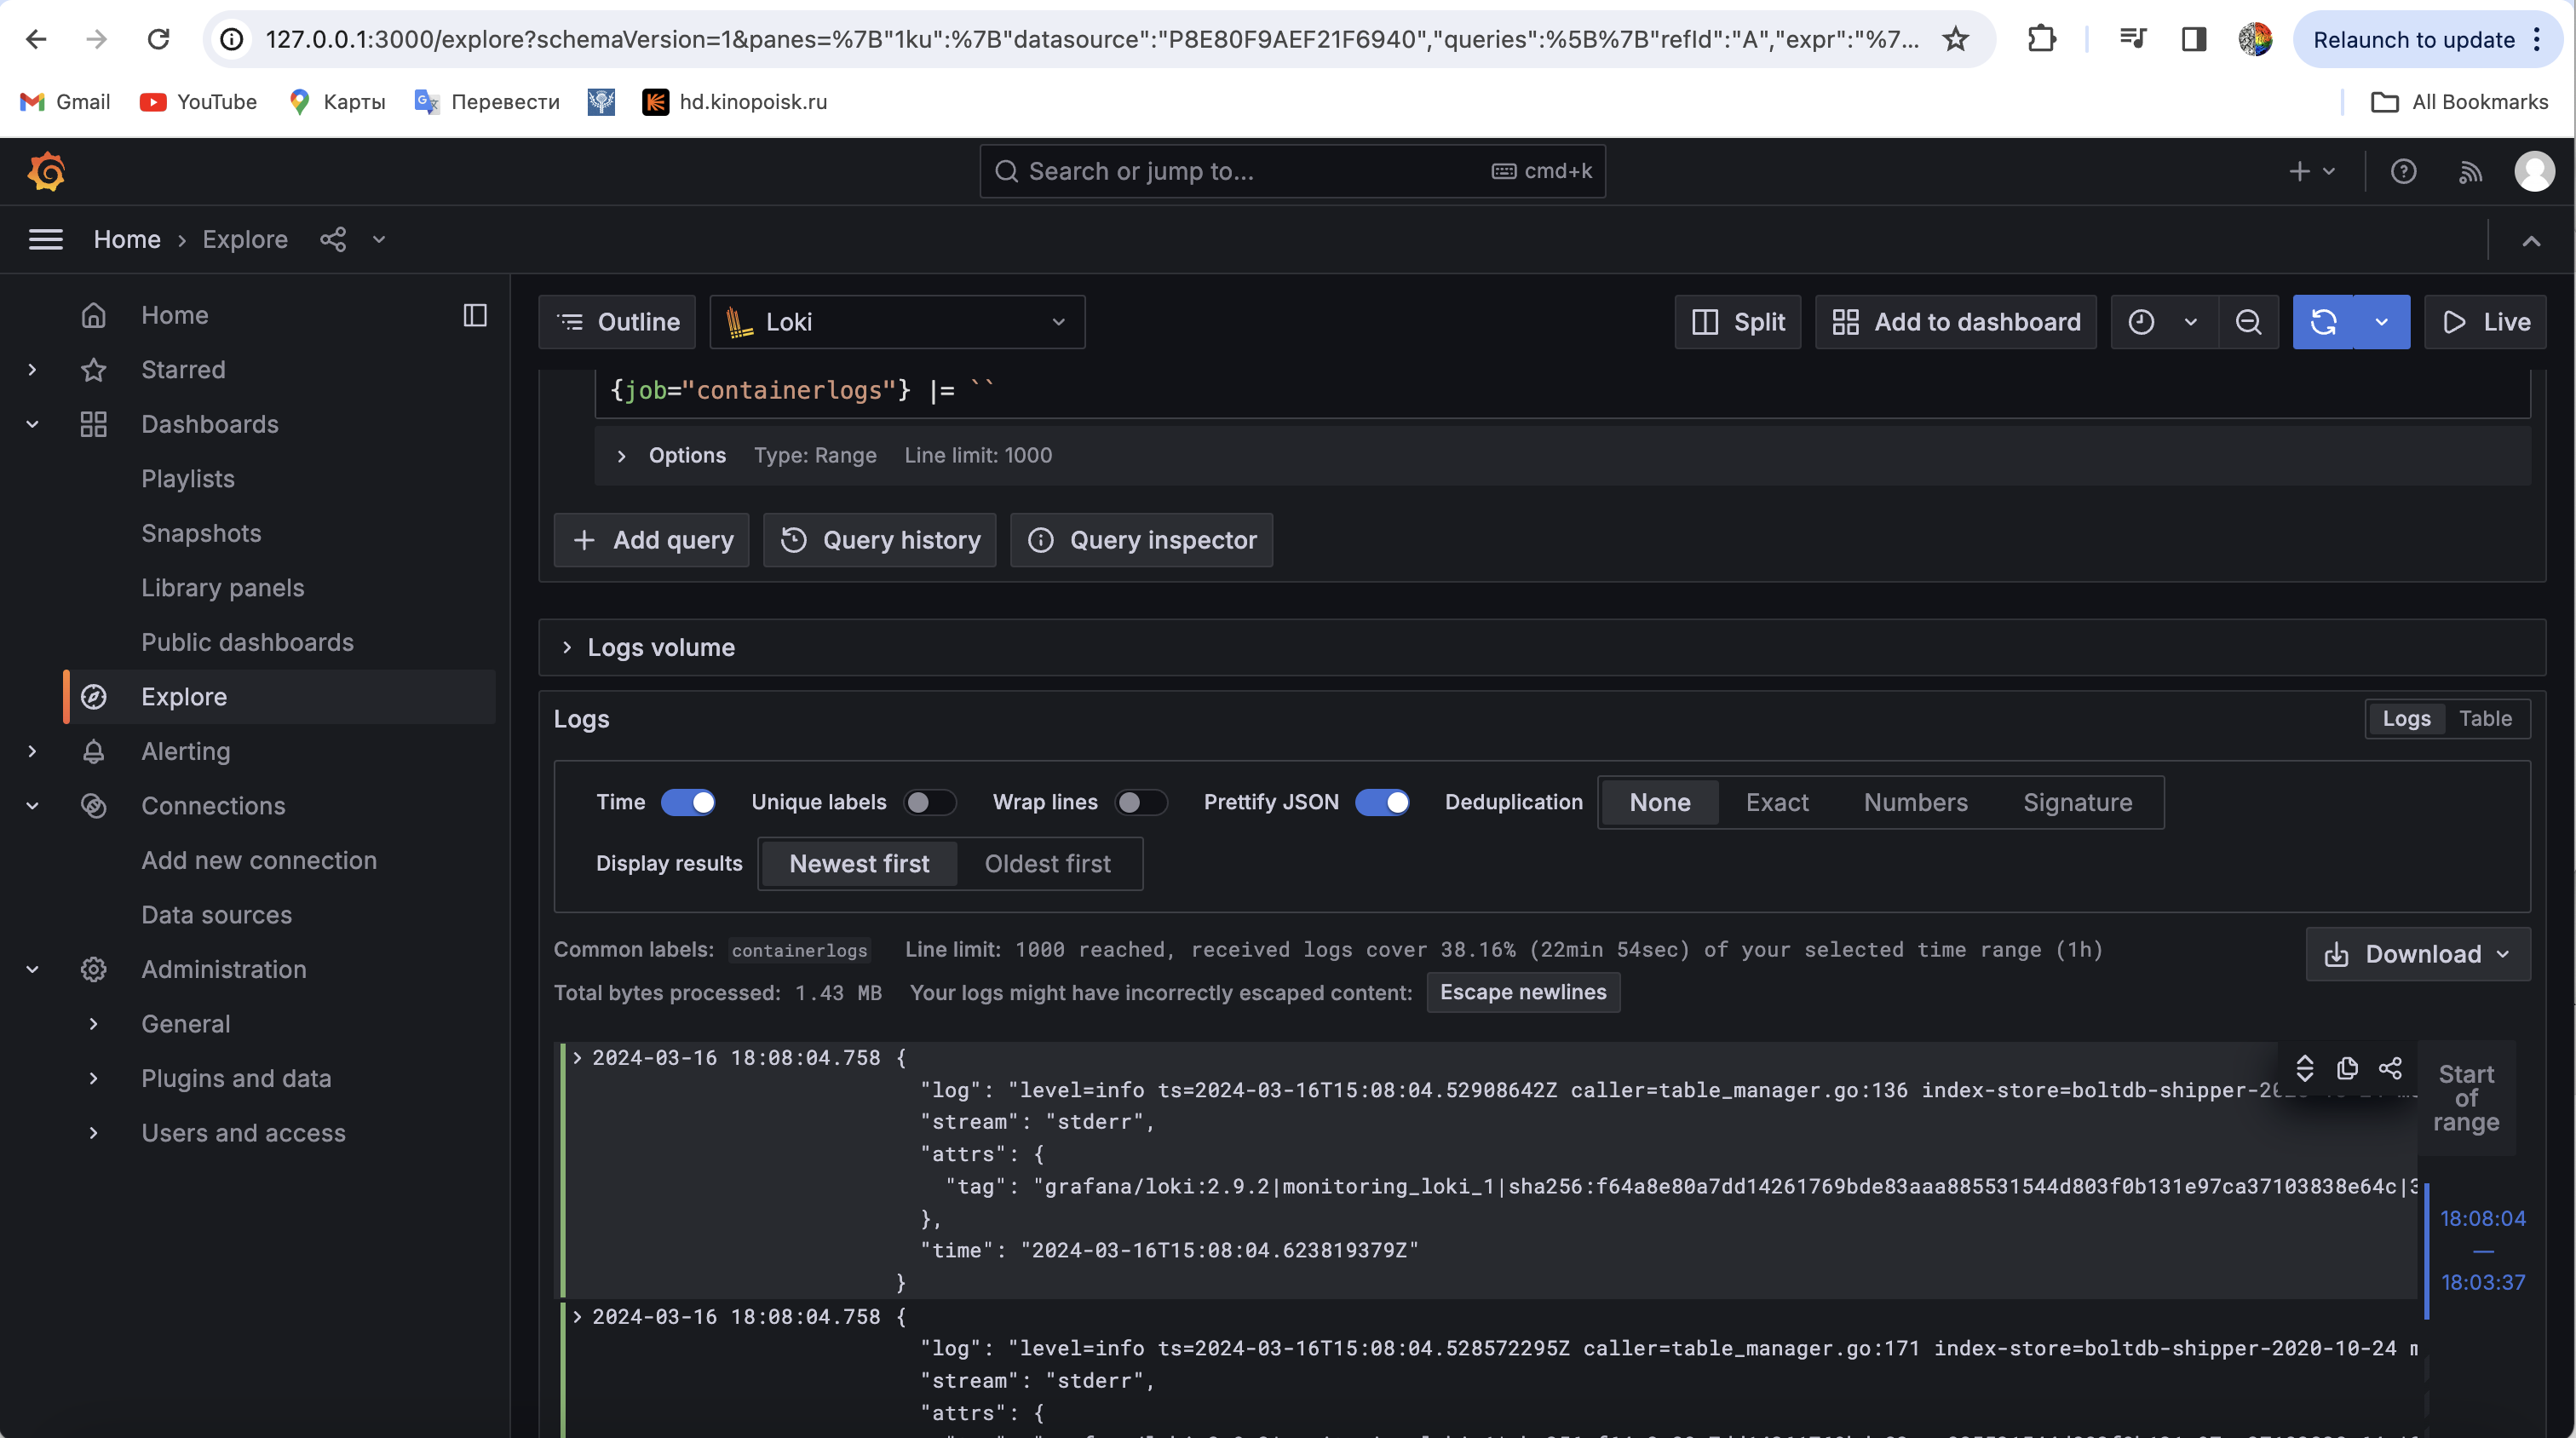 127.0.0.1:3000/explore?schemaVersion=1&panes=%7B"1ku":%7B"datasource":"P8E80F9AEF21F6940","queries":%5B%7B"refId":"A","expr":"%7...
Relaunch to update
Gmail YouTube Карты Перевести hd.kinopoisk.ru All Bookmarks
Search or jump to... cmd+k
Home › Explore
Home
Starred
Dashboards
Playlists
Snapshots
Library panels
Public dashboards
Explore
Alerting
Connections
Add new connection
Data sources
Administration
General
Plugins and data
Users and access
Outline Loki Split Add to dashboard Live
{job="containerlogs"} |= ``
Options Type: Range Line limit: 1000
Add query Query history Query inspector
Logs volume
Logs Logs Table
Time Unique labels Wrap lines Prettify JSON Deduplication None Exact Numbers Signature
Display results Newest first Oldest first
Common labels: containerlogs Line limit: 1000 reached, received logs cover 38.16% (22min 54sec) of your selected time range (1h)
Download
Total bytes processed: 1.43 MB Your logs might have incorrectly escaped content: Escape newlines
2024-03-16 18:08:04.758 {
"log": "level=info ts=2024-03-16T15:08:04.52908642Z caller=table_manager.go:136
"stream": "stderr",
"attrs": {
"tag": "grafana/loki:2.9.2|monitoring_loki_1|sha256:f64a8e80a7dd14261769bde83aaa885531544d803f0b131e97ca37103838e64c|3
},
"time": "2024-03-16T15:08:04.623819379Z"
}
2024-03-16 18:08:04.758 {
"log": "level=info ts=2024-03-16T15:08:04.528572295Z caller=table_manager.go:171 index-store=boltdb-shipper-2020-10-24 m
"stream": "stderr",
"attrs": {
Start
of
range
18:08:04
—
18:03:37